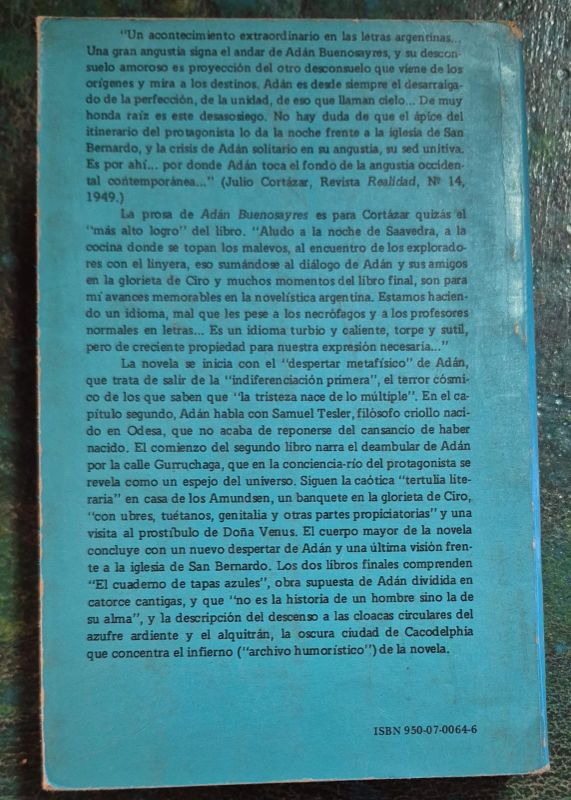 "Un acontecimiento extraordinario en las letras argentinas...
Una gran angustia signa el andar de Adán Buenosayres, y su descon-
suelo amoroso es proyección del otro desconsuelo que viene de los
orígenes y mira a los destinos. Adán es desde siempre el desarraiga-
do de la perfección, de la unidad, de eso que llaman cielo... De muy
honda raíz es este desasosiego. No hay duda de que el ápice del
itinerario del protagonista lo da la noche frente a la iglesia de San
Bernardo, y la crisis de Adán solitario en su angustia, su sed unitiva.
Es por ahí... por donde Adán toca el fondo de la angustia occiden-
tal contemporánea..." (Julio Cortázar, Revista Realidad, Nº 14,
1949.)
La prosa de Adán Buenosayres es para Cortázar quizás el
"más alto logro" del libro. "Aludo a la noche de Saavedra, a la
cocina donde se topan los malevos, al encuentro de los explorado-
res con el linyera, eso sumándose al diálogo de Adán y sus amigos
en la glorieta de Ciro y muchos momentos del libro final, son para
mí avances memorables en la novelística argentina. Estamos hacien-
do un idioma, mal que les pese a los necrófagos y a los profesores
normales en letras... Es un idioma turbio y caliente, torpe y sutil,
pero de creciente propiedad para nuestra expresión necesaria..."
La novela se inicia con el "despertar metafísico" de Adán,
que trata de salir de la "indiferenciación primera", el terror cósmi-
co de los que saben que "la tristeza nace de lo múltiple". En el ca-
pítulo segundo, Adán habla con Samuel Tesler, filósofo criollo naci-
do en Odesa, que no acaba de reponerse del cansancio de haber
nacido. El comienzo del segundo libro narra el deambular de Adán
por la calle Gurruchaga, que en la conciencia-río del protagonista se
revela como un espejo del universo. Siguen la caótica "tertulia lite-
raria" en casa de los Amundsen, un banquete en la glorieta de Ciro,
"con ubres, tuétanos, genitalia y otras partes propiciatorias" y una
visita al prostíbulo de Doña Venus. El cuerpo mayor de la novela
concluye con un nuevo despertar de Adán y una última visión fren-
te a la iglesia de San Bernardo. Los dos libros finales comprenden
"El cuaderno de tapas azules", obra supuesta de Adán dividida en
catorce cantigas, y que "no es la historia de un hombre sino la de
su alma", y la descripción del descenso a las cloacas circulares del
azufre ardiente y el alquitrán, la oscura ciudad de Cacodelphia
que concentra el infierno ("archivo humorístico") de la novela.
ISBN 950-07-0064-6